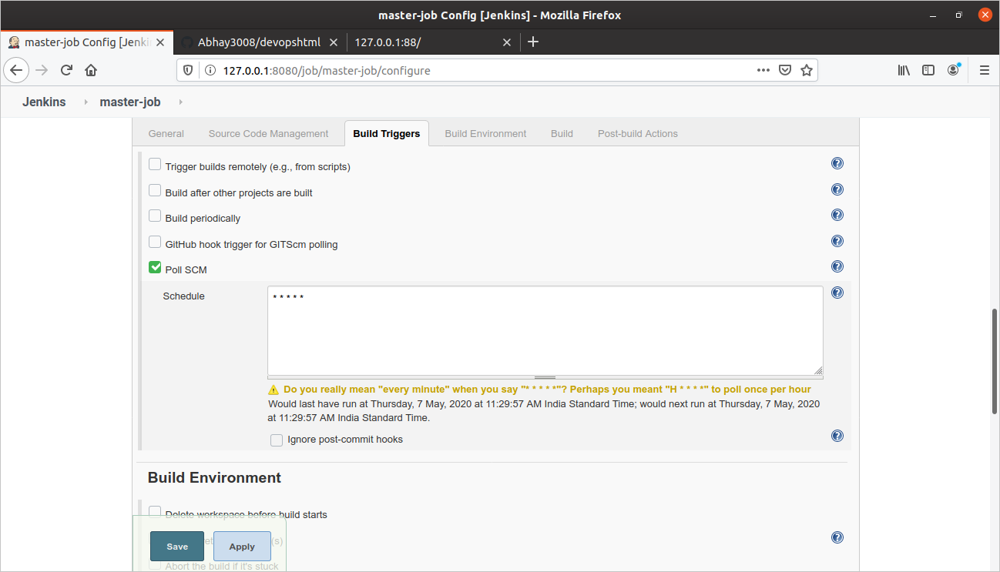 master-job Config [Jenkins] - Mozilla Firefox
master-job Config [Jenki
Abhay3008/devopshtml
127.0.0.1:88/
127.0.0.1:8080/job/master-job/configure
Jenkins
master-job
General
Source Code Management
Build Triggers
Build Environment
Build
Post-build Actions
Trigger builds remotely (e.g., from scripts)
Build after other projects are built
Build periodically
GitHub hook trigger for GITScm polling
Poll SCM
Schedule
* * * * *
Do you really mean "every minute" when you say "* * * * *"? Perhaps you meant "H * * * *" to poll once per hour
Would last have run at Thursday, 7 May, 2020 at 11:29:57 AM India Standard Time; would next run at Thursday, 7 May, 2020
at 11:29:57 AM India Standard Time.
Ignore post-commit hooks
Build Environment
Delete workspace before build starts
(s)
Save
Apply
Abort the build if it's stuck